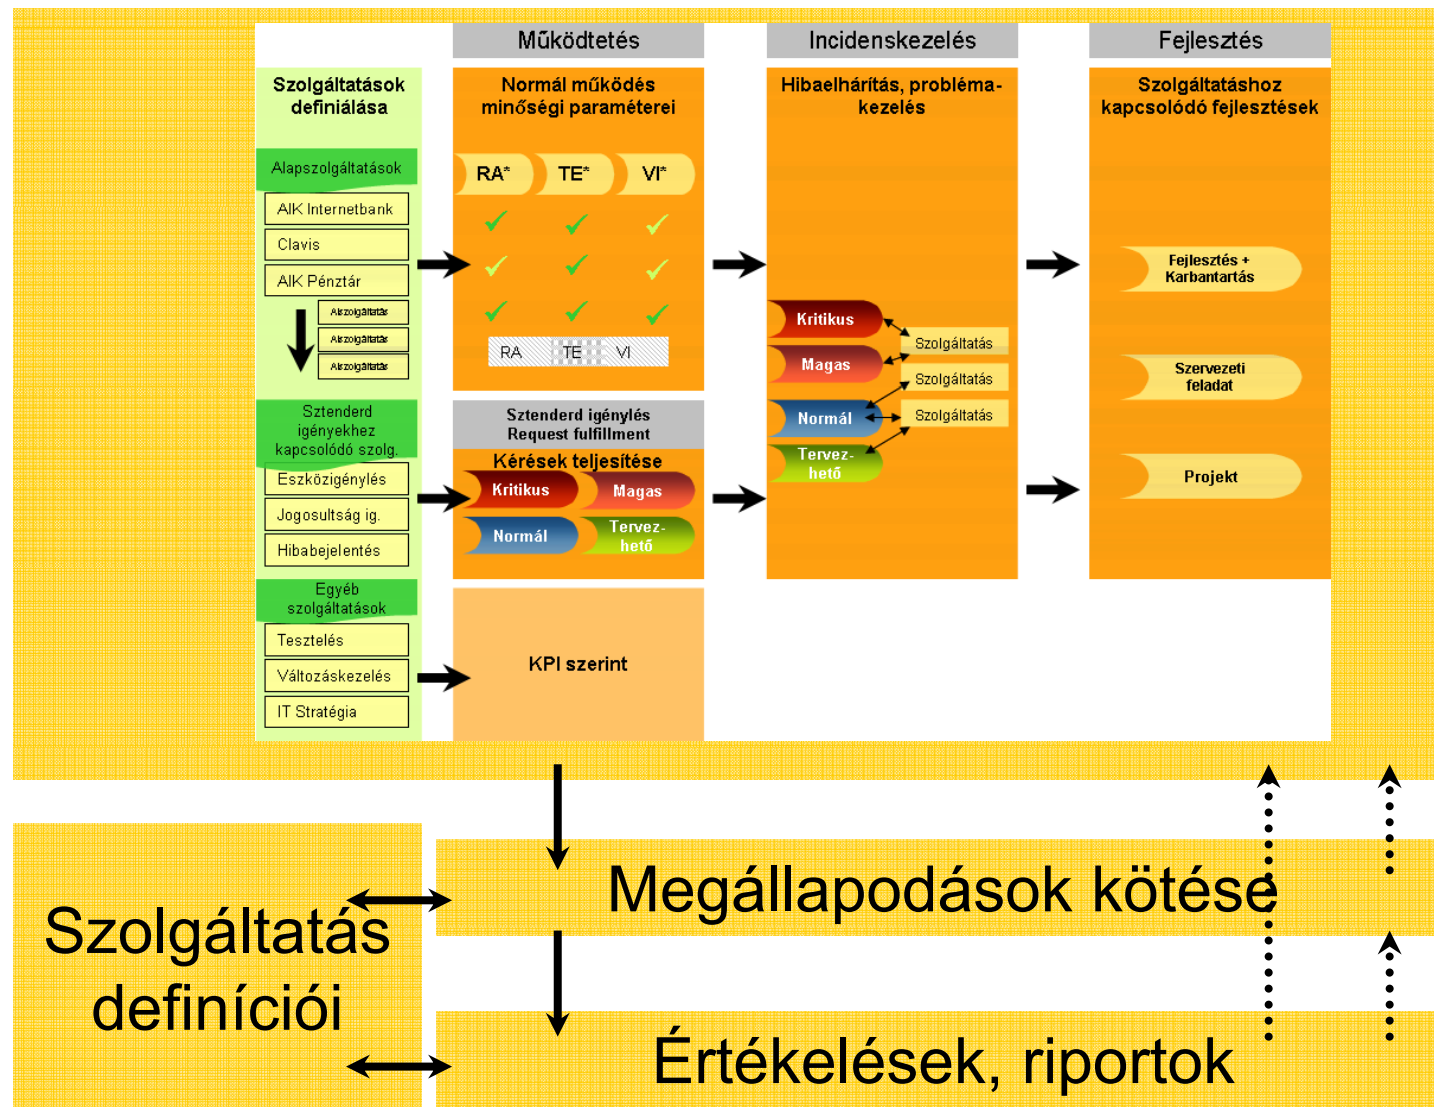 Működtetés
Incidenskezelés
Fejlesztés
Szolgáltatások
definiálása
Normál működés
minőségi paraméterei
Hibaelhárítás, probléma-
kezelés
Szolgáltatáshoz
kapcsolódó fejlesztések
Alapszolgáltatások
AIK Internetbank
Clavis
AIK Pénztár
Alszolgáltatás
Alszolgáltatás
Alszolgáltatás
RA*
TE*
VI*
RA
TE
VI
Sztenderd
igényekhez
kapcsolódó szolg.
Eszközigénylés
Jogosultság ig.
Hibabejelentés
Sztenderd igénylés
Request fulfillment
Kérések teljesítése
Kritikus
Magas
Normál
Tervez-
hető
Kritikus
Magas
Normál
Tervez-
hető
Szolgáltatás
Szolgáltatás
Szolgáltatás
Fejlesztés +
Karbantartás
Szervezeti
feladat
Projekt
Egyéb
szolgáltatások
Tesztelés
Változáskezelés
IT Stratégia
KPI szerint
Szolgáltatás
definíciói
Megállapodások kötése
Értékelések, riportok